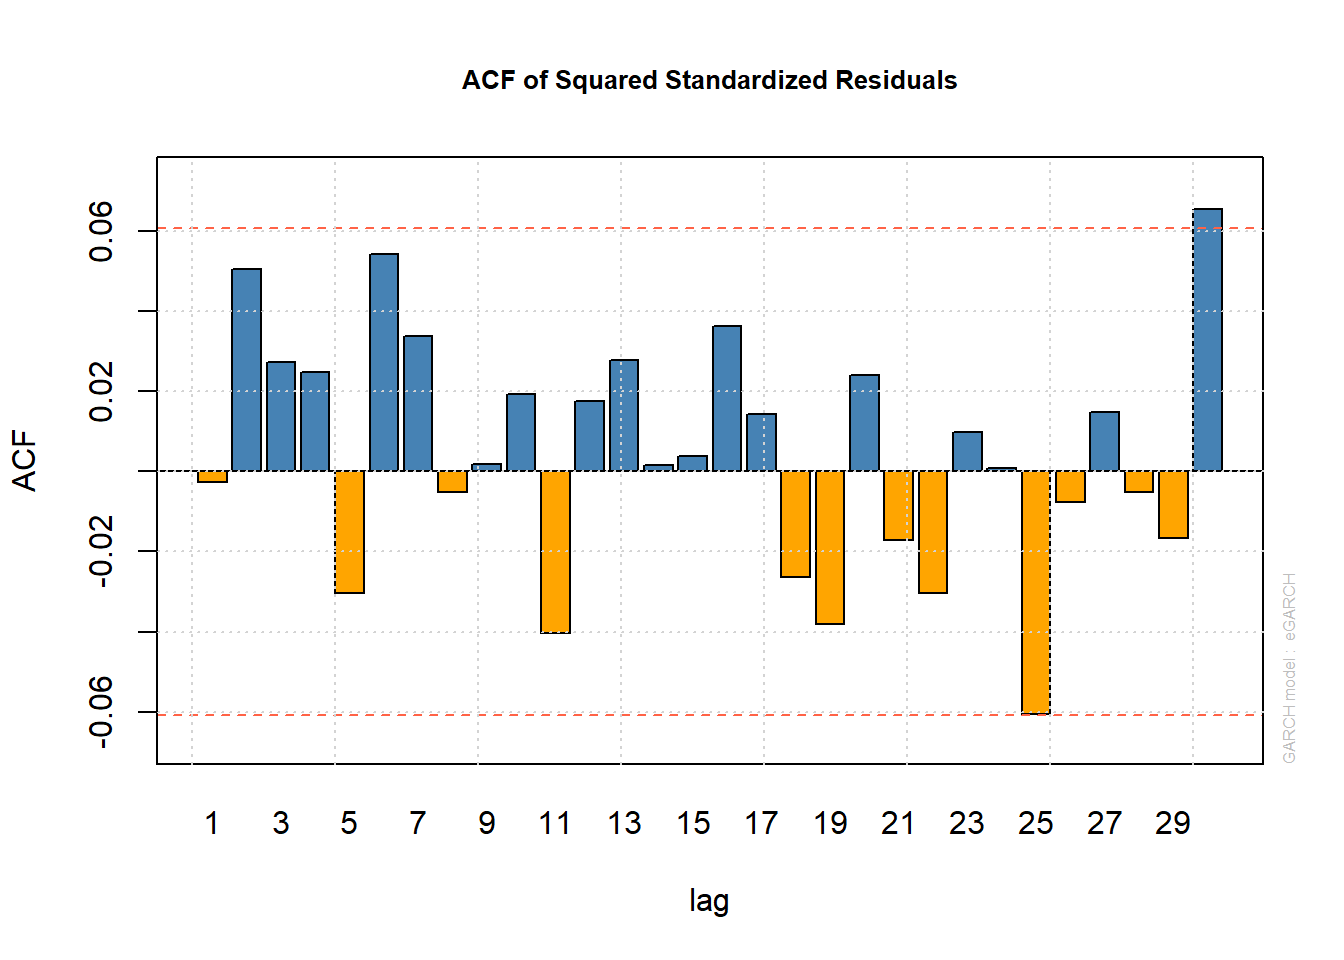 ACF of Squared Standardized Residuals
ACF
0.06
0.02
-0.02
-0.06
1 3 5 7 9 11 13 15 17 19 21 23 25 27 29
lag
GARCH model : eGARCH